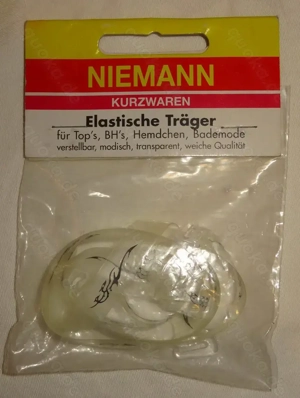 NIEMANN
KURZWAREN
Elastische Träger
für Top's, BH's, Hemdchen, Bademode
verstellbar, modisch, transparent, weiche Qualität